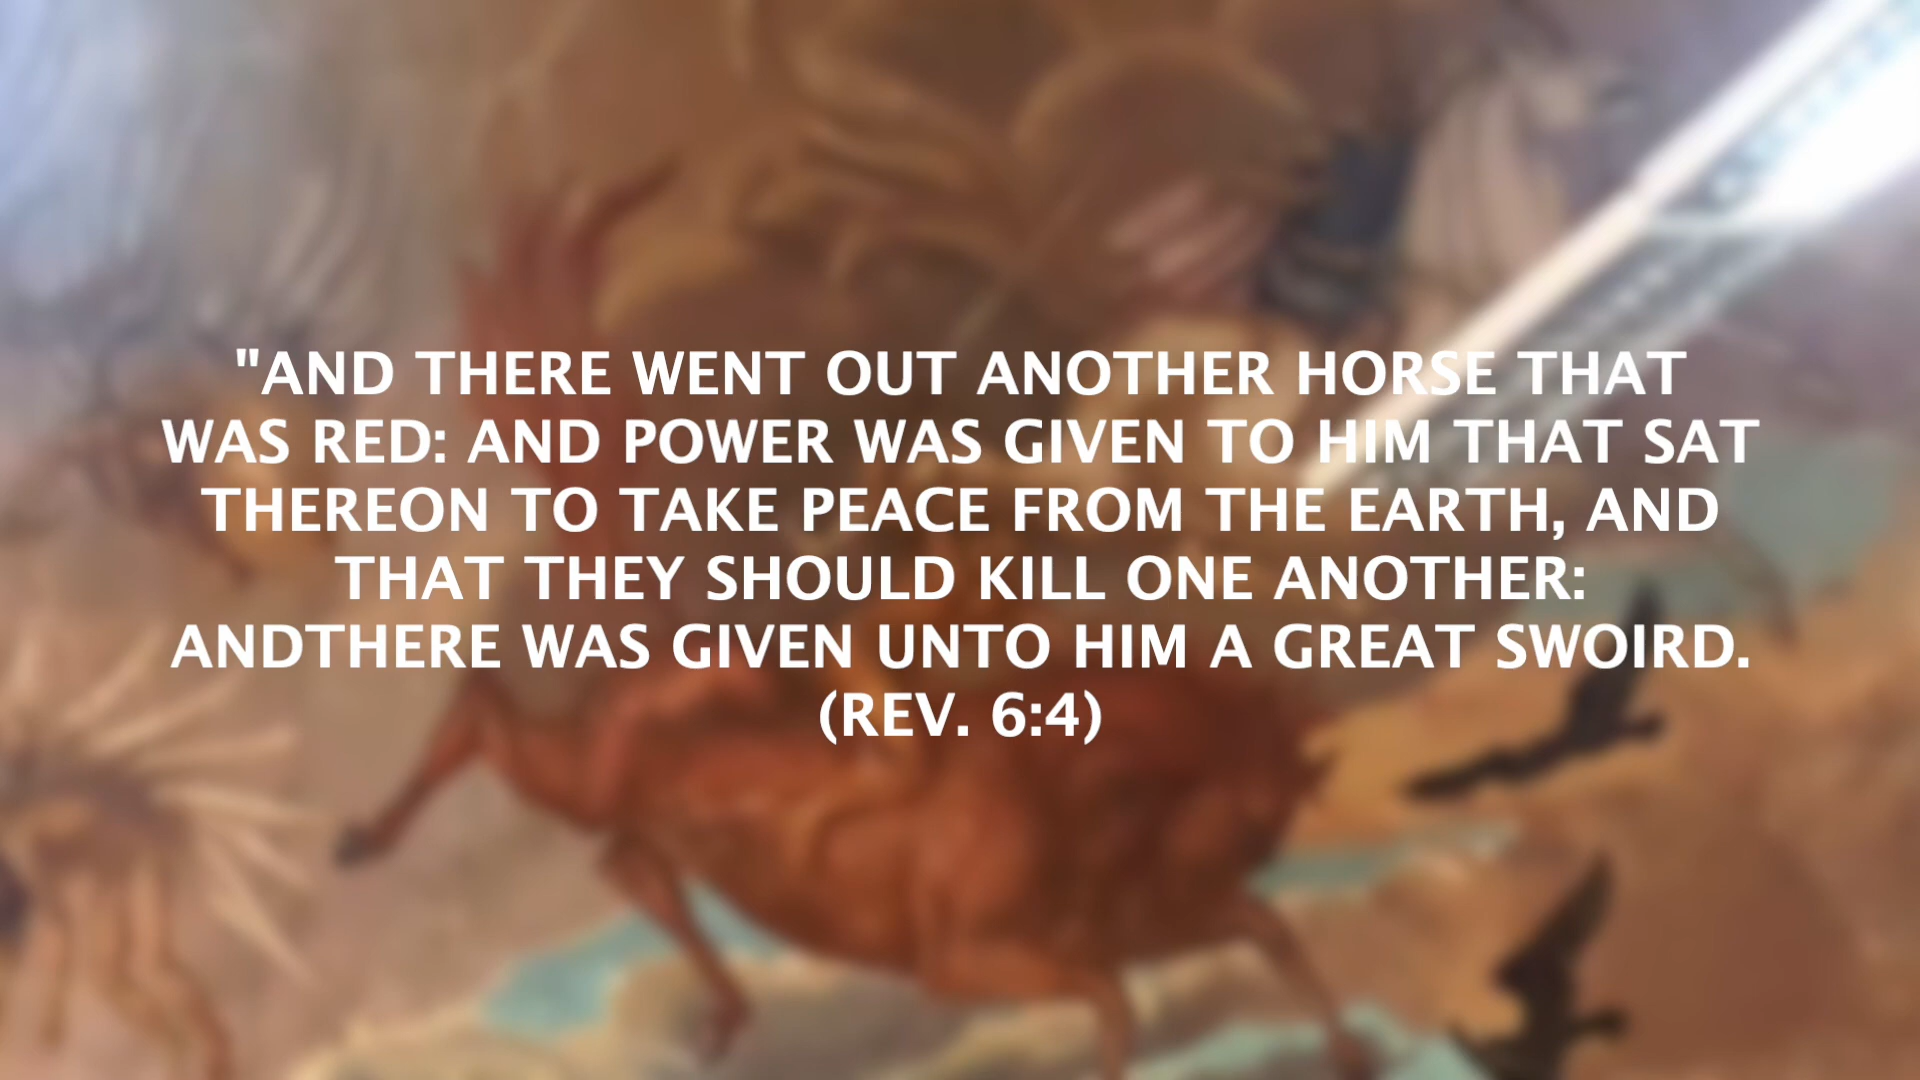 "AND THERE WENT OUT ANOTHER HORSE THAT
WAS RED: AND POWER WAS GIVEN TO HIM THAT SAT
THEREON TO TAKE PEACE FROM THE EARTH, AND
THAT THEY SHOULD KILL ONE ANOTHER:
ANDTHERE WAS GIVEN UNTO HIM A GREAT SWOIRD.
(REV. 6:4)